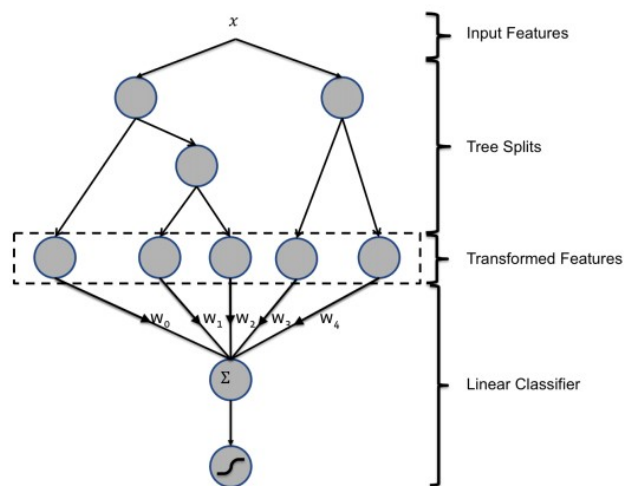 x
Input Features
Tree Splits
Transformed Features
W₀ W₁ W₂ W₃ W₄
Σ
Linear Classifier